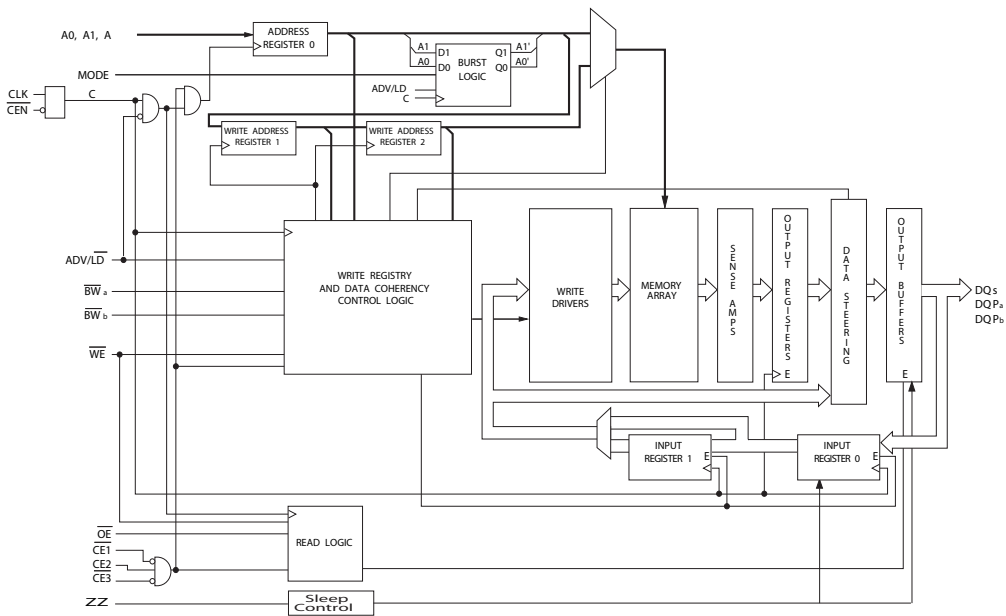 A0, A1, A
ADDRESS
REGISTER 0
A1
A0
D1
D0
BURST
LOGIC
Q1
Q0
A1'
A0'
MODE
ADV/LD
C
CLK
CEN
C
WRITE ADDRESS
REGISTER 1
WRITE ADDRESS
REGISTER 2
ADV/LD
BW a
BW b
WE
WRITE REGISTRY
AND DATA COHERENCY
CONTROL LOGIC
WRITE
DRIVERS
MEMORY
ARRAY
SENSE AMPS
OUTPUT REGISTERS
E
DATA STEERING
OUTPUT BUFFERS
E
DQs
DQPa
DQPb
INPUT
REGISTER 1
E
INPUT
REGISTER 0
E
OE
CE1
CE2
CE3
READ LOGIC
ZZ
Sleep
Control